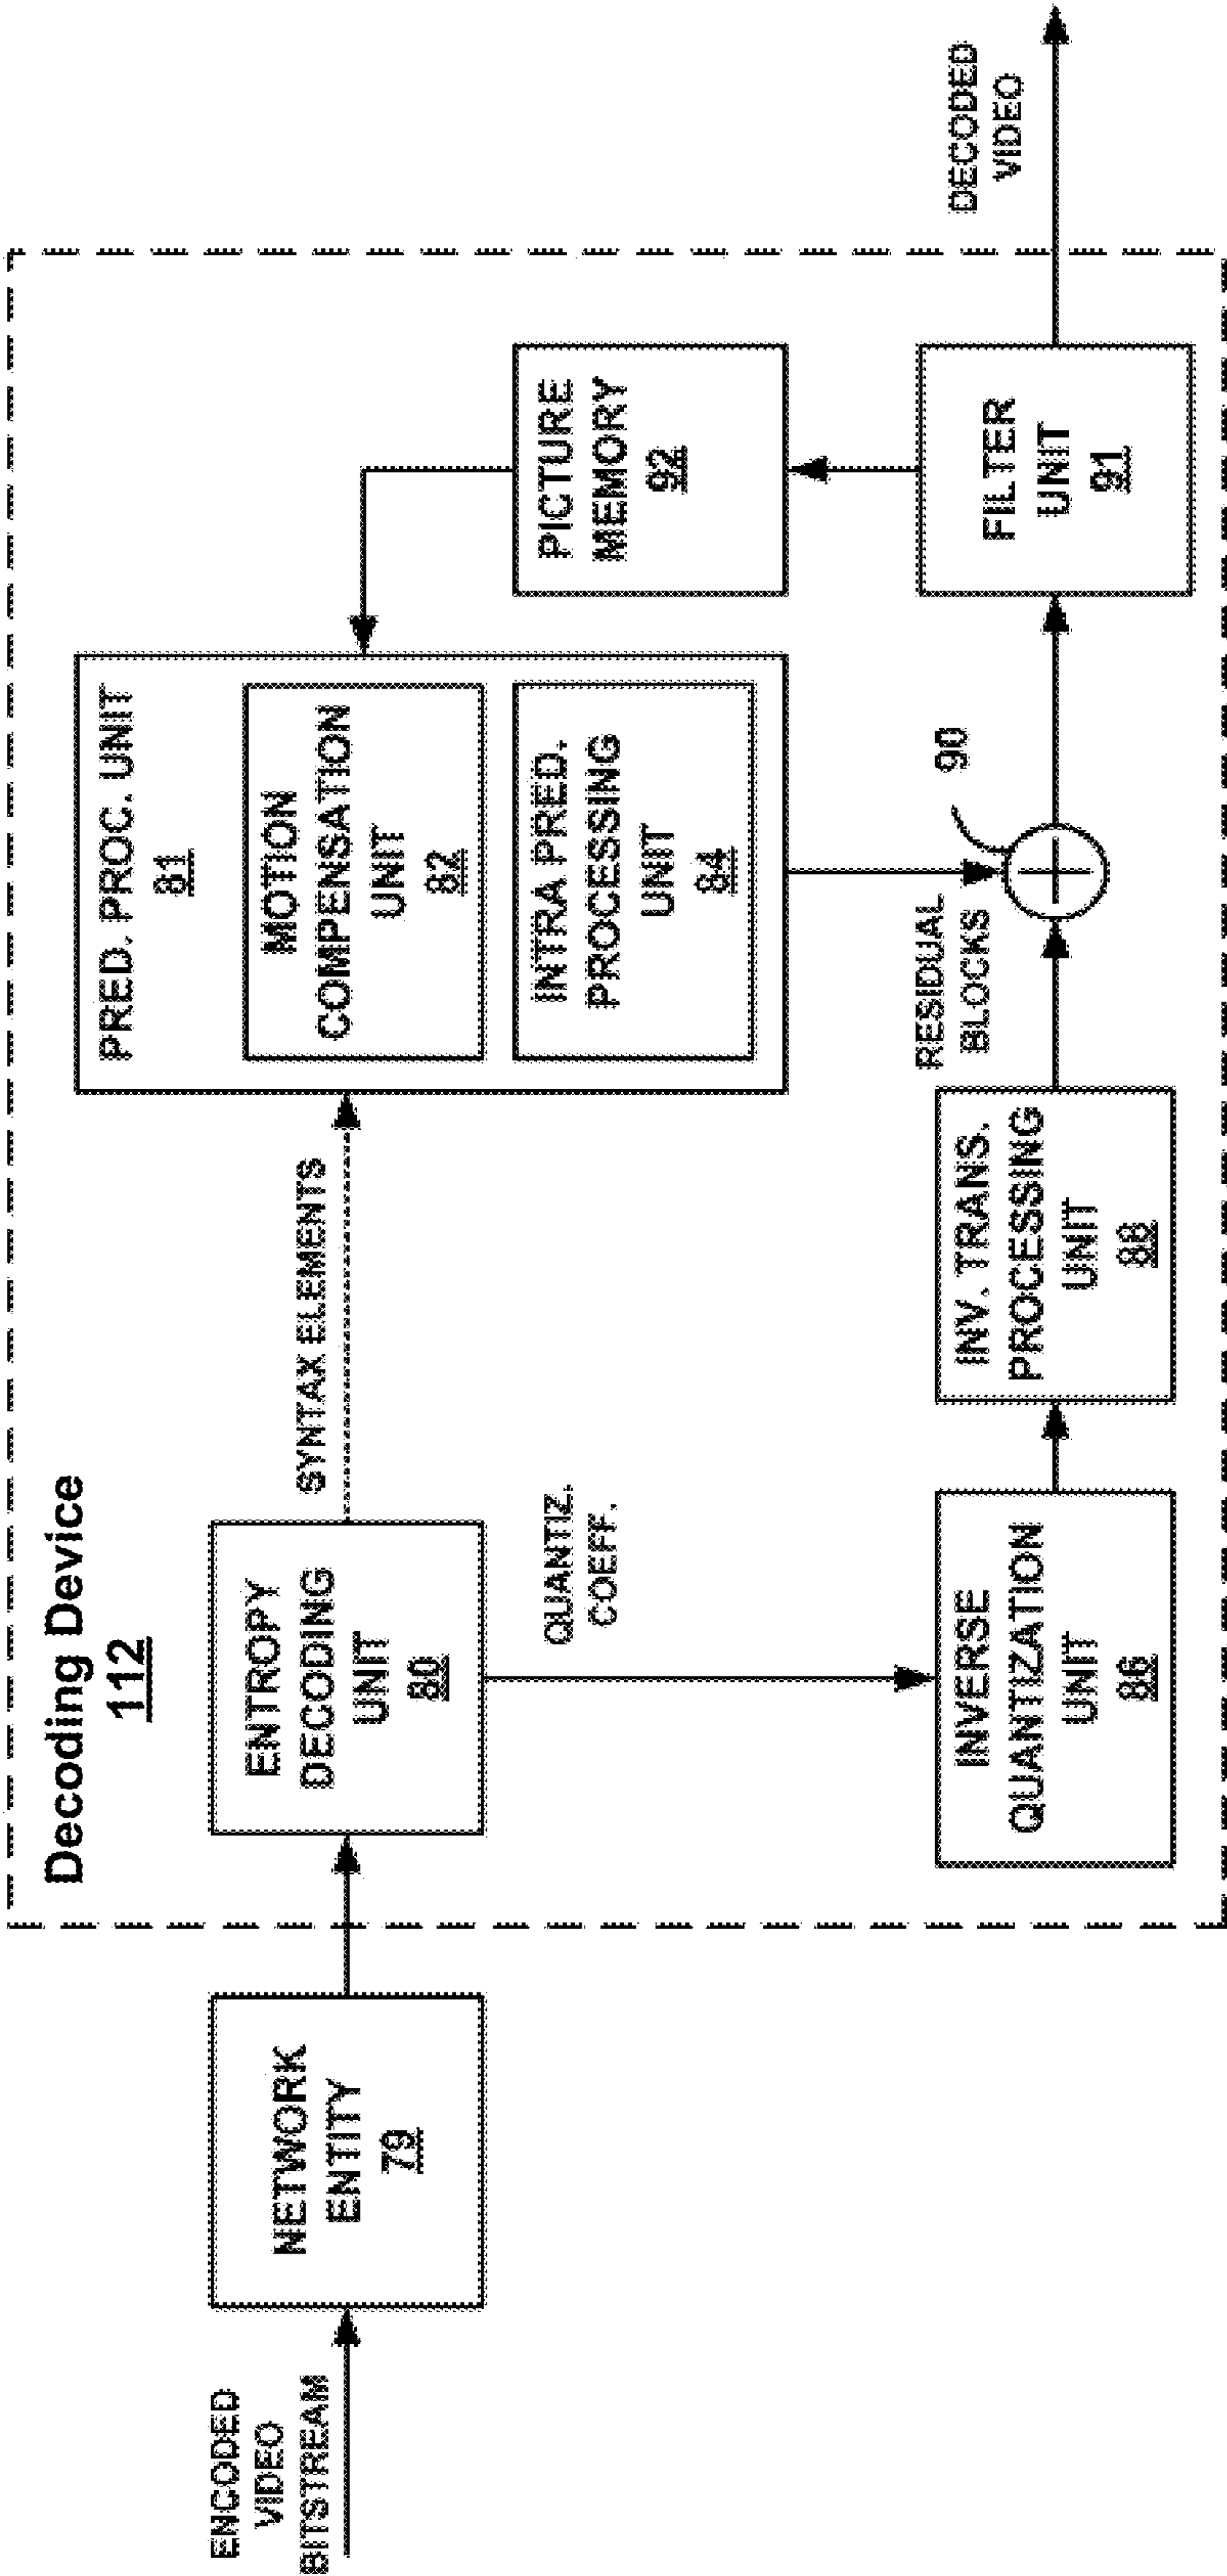 Decoding Device
112
ENCODED
VIDEO
BITSTREAM
NETWORK
ENTITY
79
ENTROPY
DECODING
UNIT
80
SYNTAX ELEMENTS
PRED. PROC. UNIT
81
MOTION
COMPENSATION
UNIT
82
INTRA PRED.
PROCESSING
UNIT
84
PICTURE
MEMORY
92
QUANTIZ.
COEFF.
INVERSE
QUANTIZATION
UNIT
86
INV. TRANS.
PROCESSING
UNIT
88
RESIDUAL
BLOCKS
90
FILTER
UNIT
91
DECODED
VIDEO